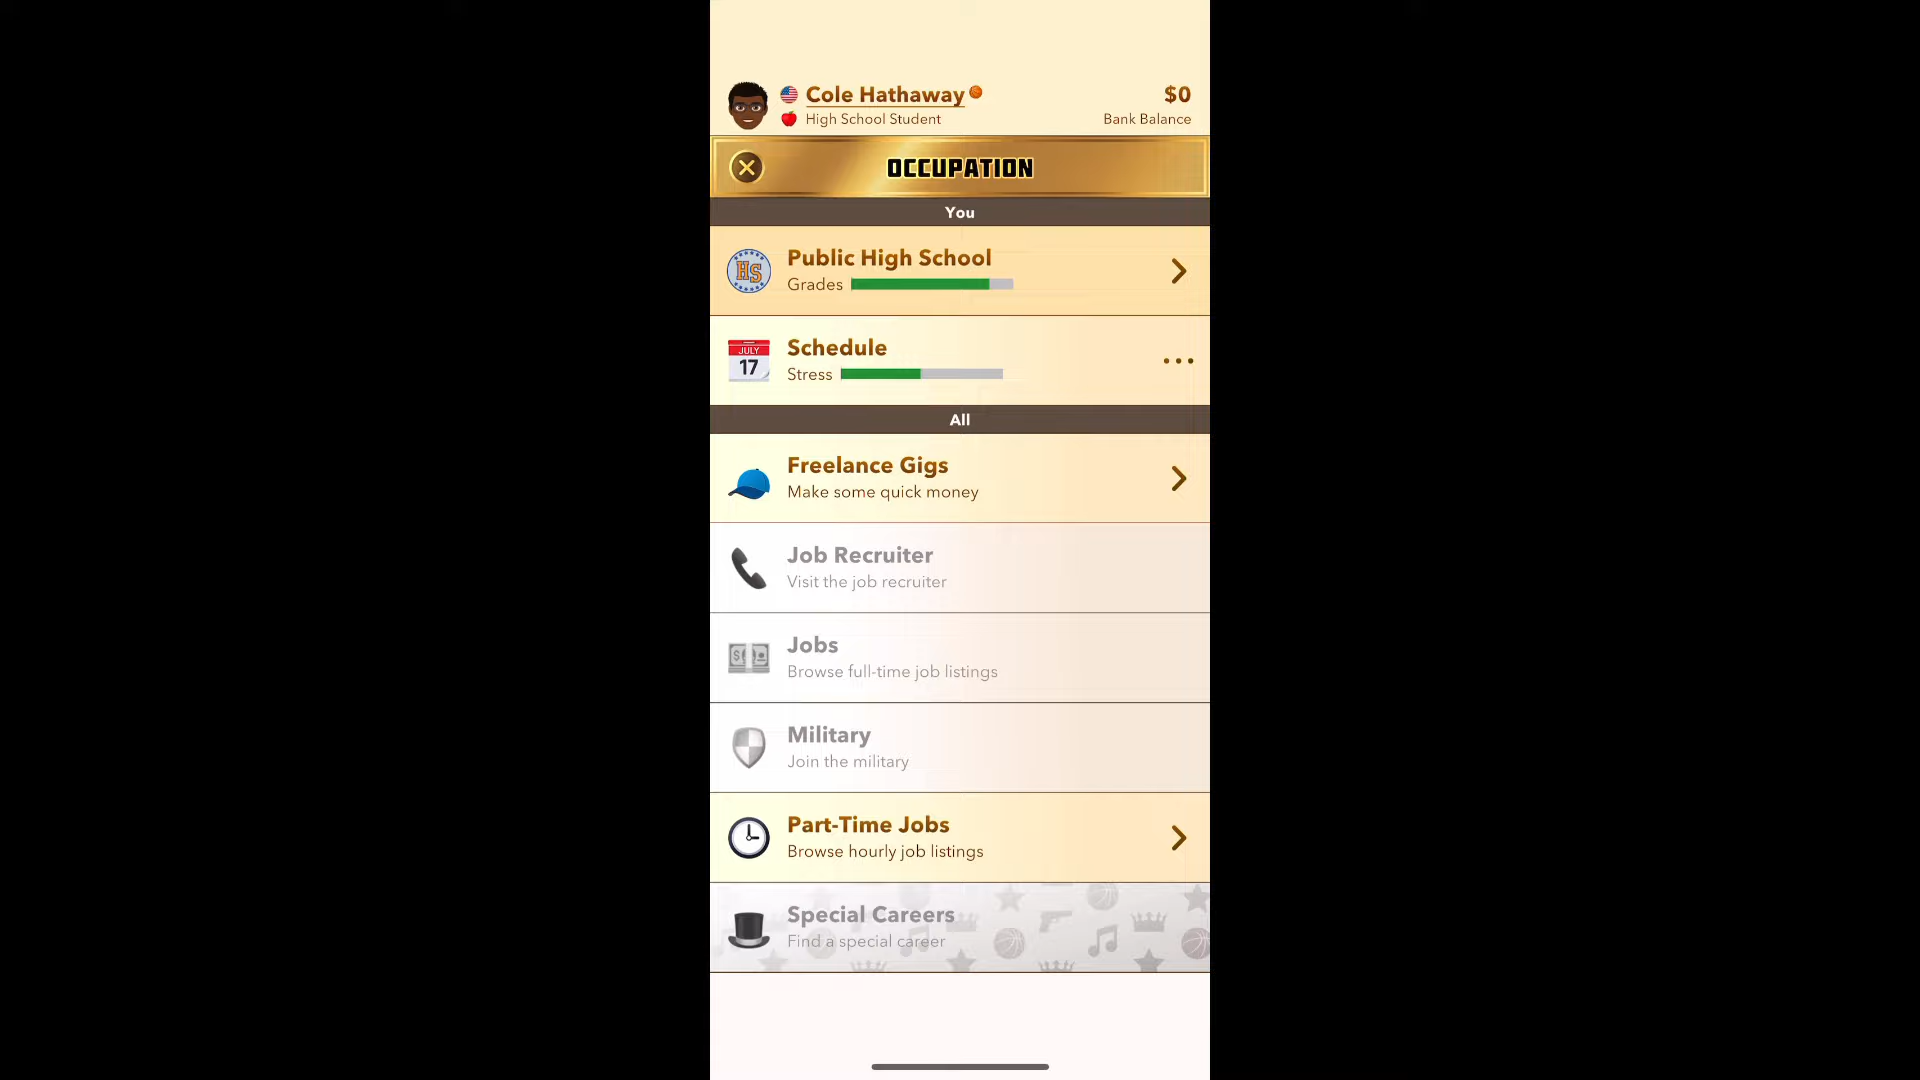 Cole Hathaway
$0
High School Student
Bank Balance
OCCUPATION
You
HS
Public High School
Grades
JULY
17
Schedule
Stress
All
Freelance Gigs
Make some quick money
Job Recruiter
Visit the job recruiter
Jobs
Browse full-time job listings
Military
Join the military
Part-Time Jobs
Browse hourly job listings
Special Careers
Find a special career